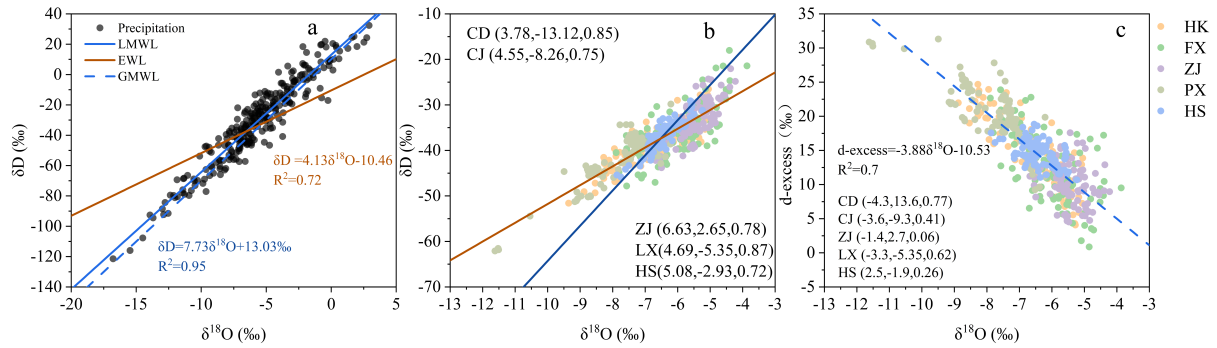 a
Precipitation
LMWL
EWL
GMWL
δD =4.13δ¹⁸O-10.46
R²=0.72
δD=7.73δ¹⁸O+13.03‰
R²=0.95
40
20
0
-20
-40
-60
-80
-100
-120
-140
δD (‰)
-20
-15
-10
-5
0
5
δ¹⁸O (‰)
b
CD (3.78,-13.12,0.85)
CJ (4.55,-8.26,0.75)
ZJ (6.63,2.65,0.78)
LX(4.69,-5.35,0.87)
HS(5.08,-2.93,0.72)
-10
-20
-30
-40
-50
-60
-70
δD (‰)
-13
-12
-11
-10
-9
-8
-7
-6
-5
-4
-3
δ¹⁸O (‰)
c
d-excess=-3.88δ¹⁸O-10.53
R²=0.7
CD (-4.3,13.6,0.77)
CJ (-3.6,-9.3,0.41)
ZJ (-1.4,2.7,0.06)
LX (-3.3,-5.35,0.62)
HS (2.5,-1.9,0.26)
35
30
25
20
15
10
5
0
-5
d-excess (‰)
-13
-12
-11
-10
-9
-8
-7
-6
-5
-4
-3
δ¹⁸O (‰)
HK
FX
ZJ
PX
HS